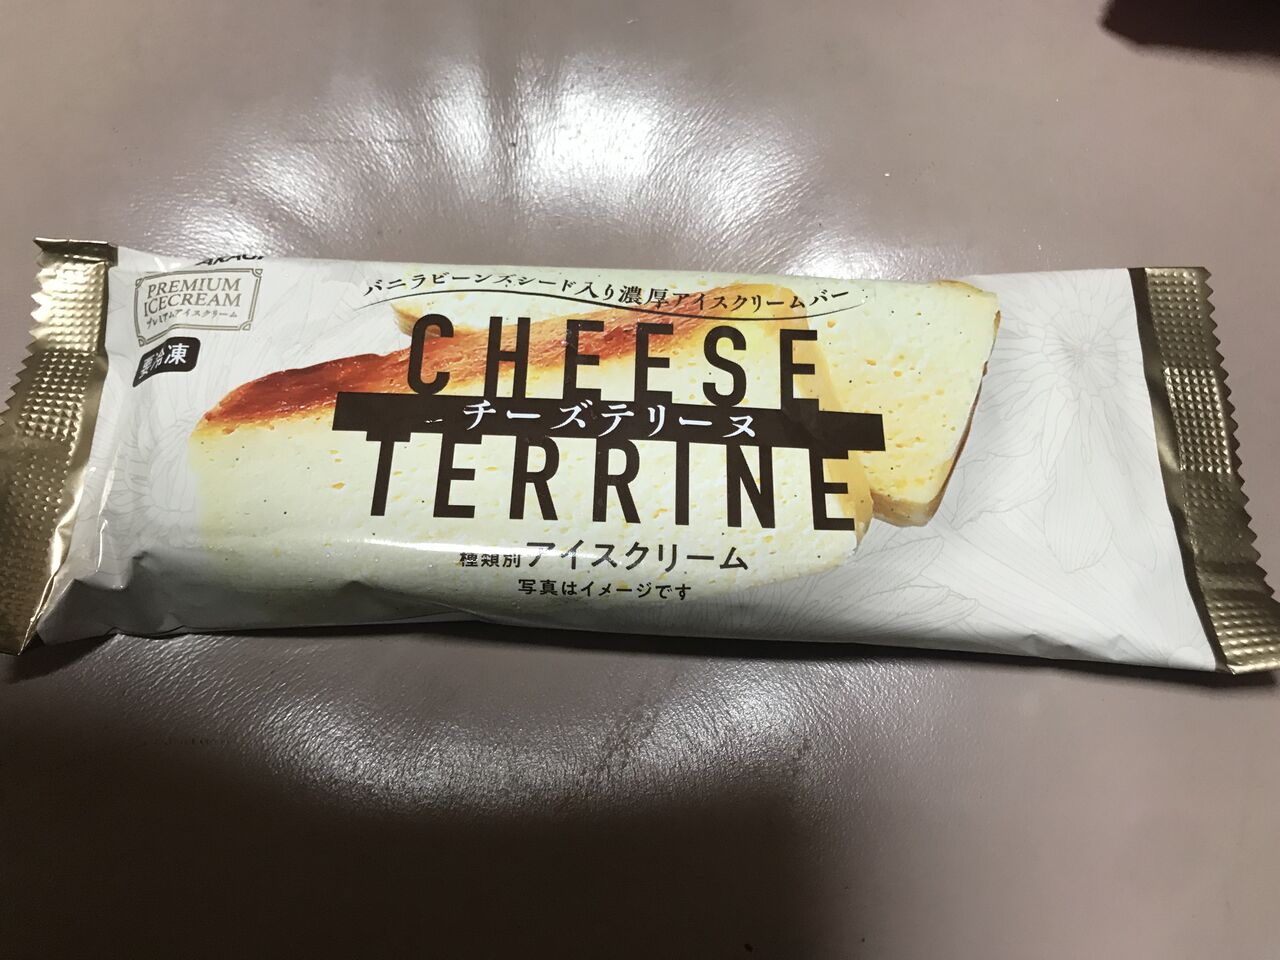 PREMIUM
ICECREAM
プレミアムアイスクリーム
要冷凍
バニラビーンズシード入り濃厚アイスクリームバー
CHEESE
チーズテリーヌ
TERRINE
種類別 アイスクリーム
写真はイメージです